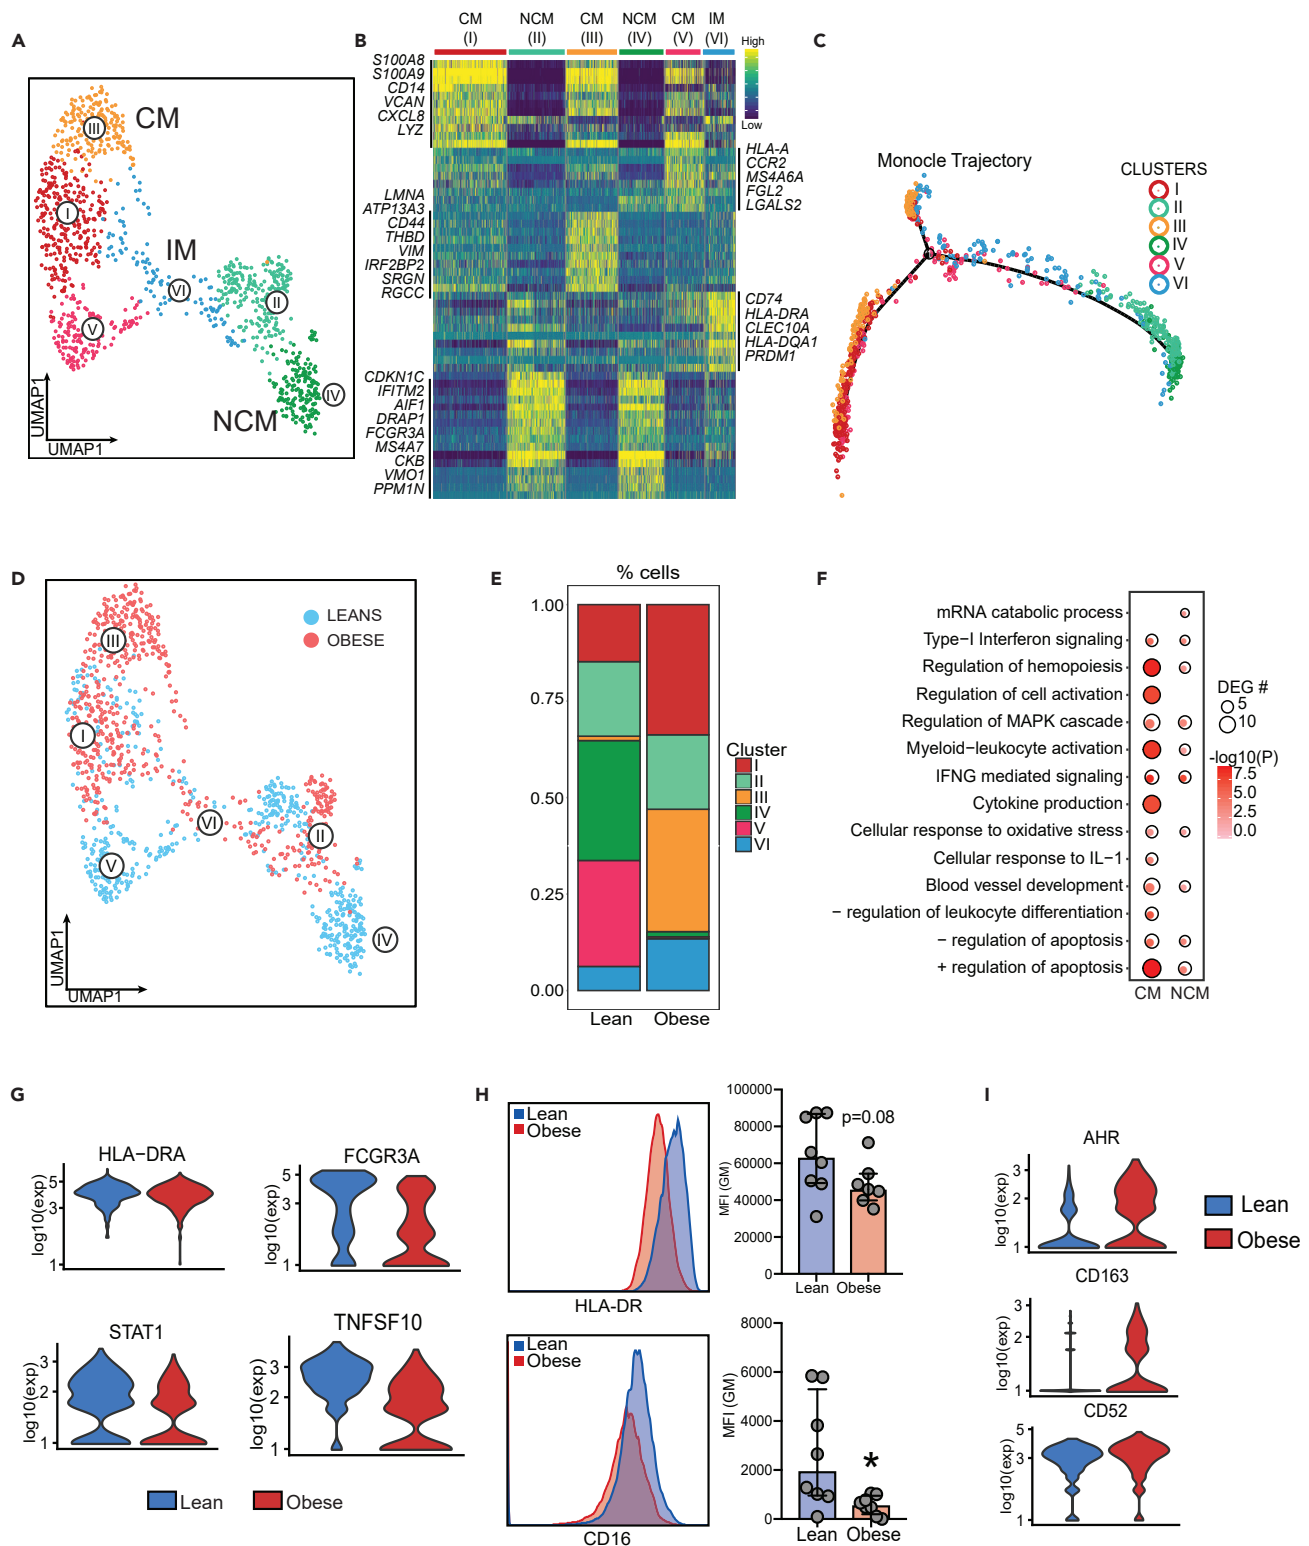 A
III
CM
I
IM
VI
II
V
IV
NCM
UMAP1
UMAP1
B
CM NCM CM NCM CM IM
(I) (II) (III) (IV) (V) (VI)
High
Low
S100A8
S100A9
CD14
VCAN
CXCL8
LYZ
HLA-A
CCR2
MS4A6A
FGL2
LGALS2
LMNA
ATP13A3
CD44
THBD
VIM
IRF2BP2
SRGN
RGCC
CD74
HLA-DRA
CLEC10A
HLA-DQA1
PRDM1
CDKN1C
IFITM2
AIF1
DRAP1
FCGR3A
MS4A7
CKB
VMO1
PPM1N
C
Monocle Trajectory
CLUSTERS
I
II
III
IV
V
VI
1
D
LEANS
OBESE
III
I
VI
II
V
IV
UMAP1
UMAP1
E
% cells
1.00
0.75
0.50
0.25
0.00
Lean Obese
Cluster
I
II
III
IV
V
VI
F
mRNA catabolic process
Type−I Interferon signaling
Regulation of hemopoiesis
Regulation of cell activation
Regulation of MAPK cascade
Myeloid−leukocyte activation
IFNG mediated signaling
Cytokine production
Cellular response to oxidative stress
Cellular response to IL−1
Blood vessel development
− regulation of leukocyte differentiation
− regulation of apoptosis
+ regulation of apoptosis
CM NCM
DEG #
5
10
-log10(P)
7.5
5.0
2.5
0.0
G
HLA−DRA
log10(exp)
5
3
1
FCGR3A
log10(exp)
5
3
1
STAT1
log10(exp)
3
2
1
TNFSF10
log10(exp)
3
2
1
Lean Obese
H
Lean
Obese
HLA-DR
MFI (GM)
100000
80000
60000
40000
20000
0
p=0.08
Lean Obese
Lean
Obese
CD16
MFI (GM)
8000
6000
4000
2000
0
*
Lean Obese
I
AHR
log10(exp)
3
2
1
CD163
log10(exp)
3
2
1
CD52
log10(exp)
5
3
1
Lean
Obese